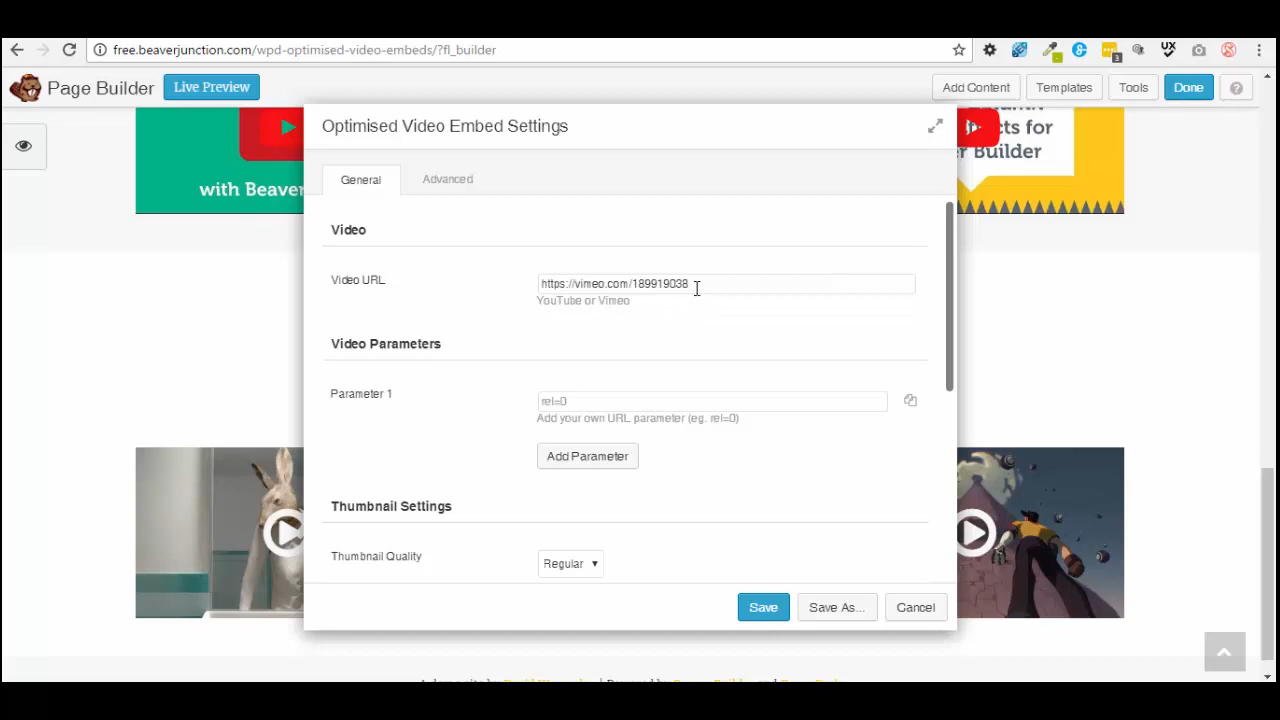 free.beaverjunction.com/wpd-optimised-video-embeds/?fl_builder
3
Page Builder
Live Preview
Add Content
Templates
Tools
Done
?
Optimised Video Embed Settings
cts for
er Builder
with Beaver
General
Advanced
Video
Video URL
https://vimeo.com/189919038
YouTube or Vimeo
Video Parameters
Parameter 1
rel=0
Add your own URL parameter (eg. rel=0)
Add Parameter
Thumbnail Settings
Thumbnail Quality
Regular
Save
Save As...
Cancel